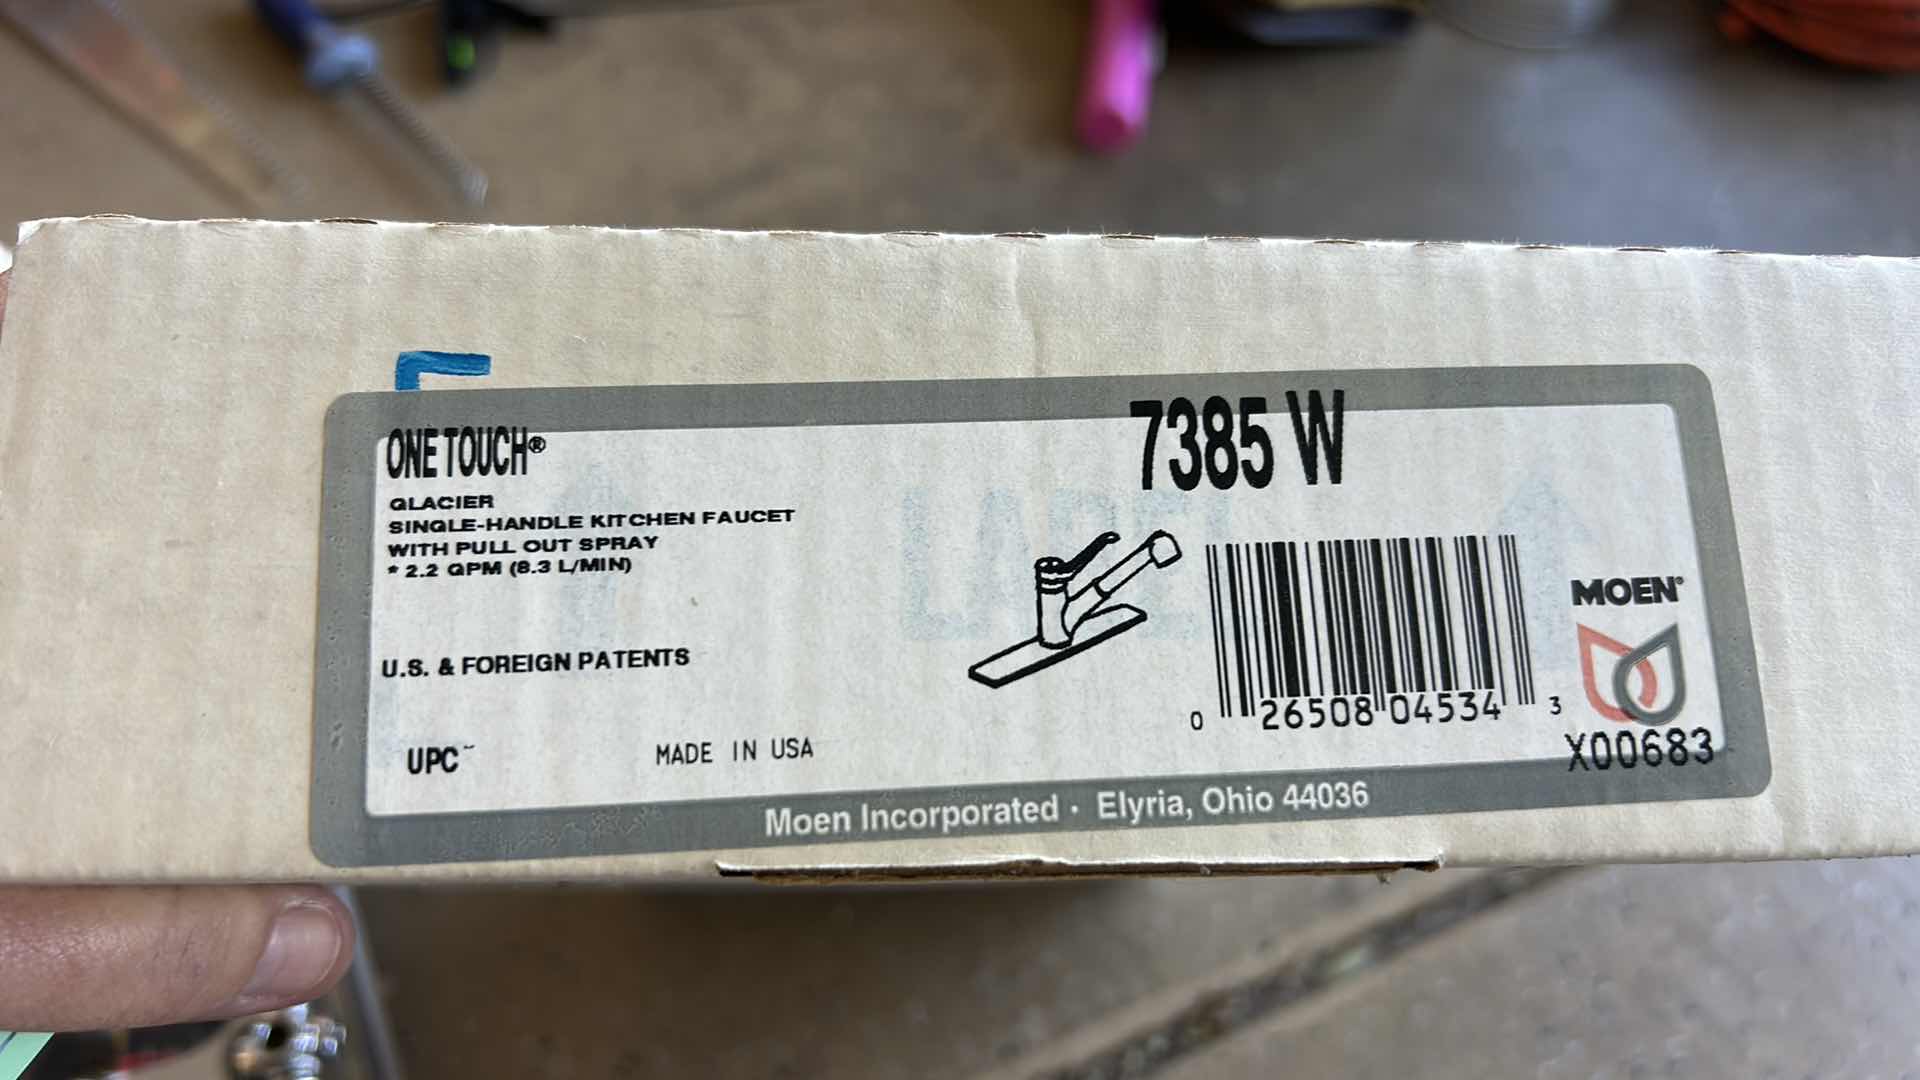 ONE TOUCH®
7385 W
GLACIER
SINGLE-HANDLE KITCHEN FAUCET
WITH PULL OUT SPRAY
* 2.2 GPM (8.3 L/MIN)
U.S. & FOREIGN PATENTS
UPC
MADE IN USA
0 26508 04534 3
MOEN®
X00683
Moen Incorporated · Elyria, Ohio 44036